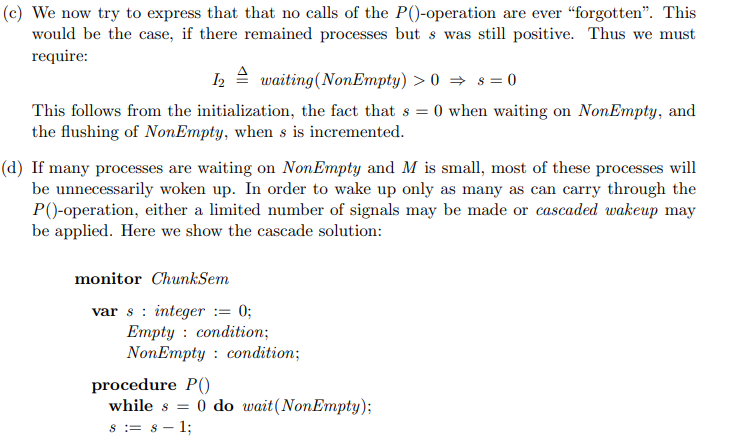 (c) We now try to express that that no calls of the P()-operation are ever “forgotten”. This
would be the case, if there remained processes but s was still positive. Thus we must
require:
I₂ ≜ waiting(NonEmpty) > 0 ⇒ s = 0
This follows from the initialization, the fact that s = 0 when waiting on NonEmpty, and
the flushing of NonEmpty, when s is incremented.
(d) If many processes are waiting on NonEmpty and M is small, most of these processes will
be unnecessarily woken up. In order to wake up only as many as can carry through the
P()-operation, either a limited number of signals may be made or cascaded wakeup may
be applied. Here we show the cascade solution:
monitor ChunkSem
var s : integer := 0;
Empty : condition;
NonEmpty : condition;
procedure P()
while s = 0 do wait(NonEmpty);
s := s − 1;